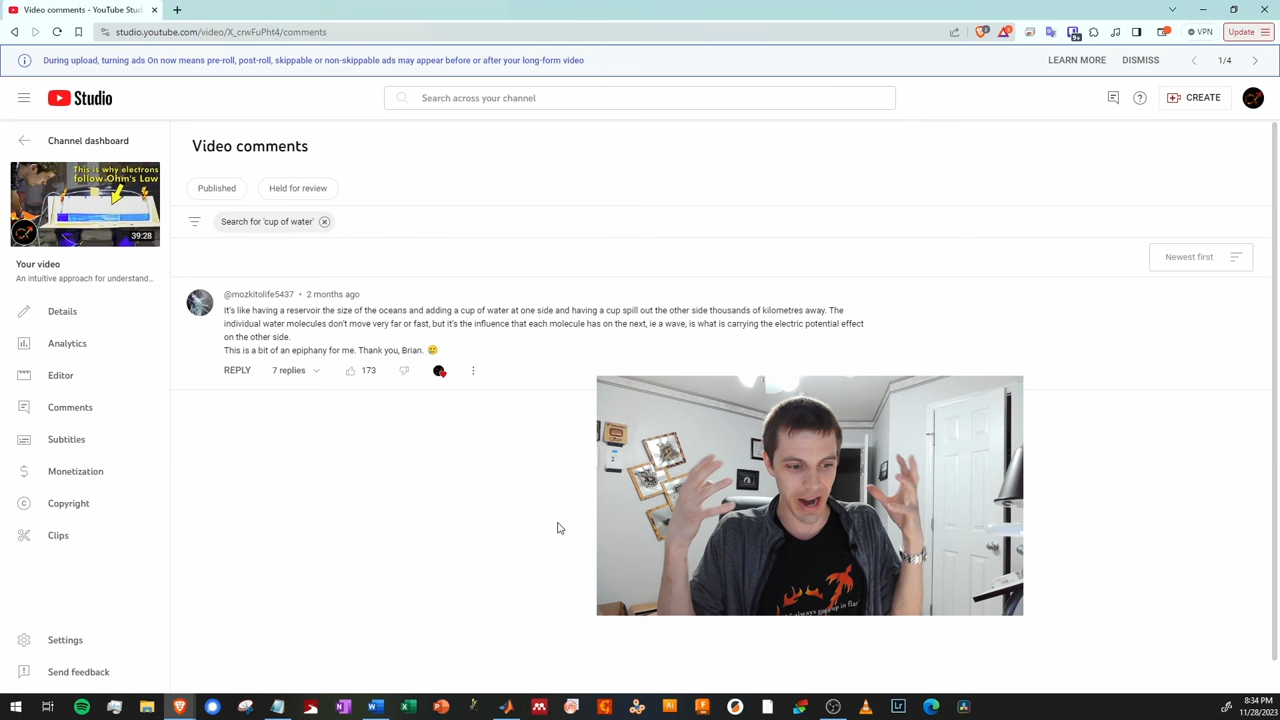 Video comments - YouTube Stud
studio.youtube.com/video/X_crwFuPht4/comments
VPN
Update
During upload, turning ads On now means pre-roll, post-roll, skippable or non-skippable ads may appear before or after your long-form video
LEARN MORE
DISMISS
1/4
Studio
Search across your channel
CREATE
Channel dashboard
This is why electrons
follow Ohm's Law
39:28
Your video
An intuitive approach for understand...
Details
Analytics
Editor
Comments
Subtitles
Monetization
Copyright
Clips
Settings
Send feedback
Video comments
Published
Held for review
Search for 'cup of water'
Newest first
@mozkitolife5437 • 2 months ago
It's like having a reservoir the size of the oceans and adding a cup of water at one side and having a cup spill out the other side thousands of kilometres away. The
individual water molecules don't move very far or fast, but it's the influence that each molecule has on the next, ie a wave, is what is carrying the electric potential effect
on the other side.
This is a bit of an epiphany for me. Thank you, Brian. 🙂
REPLY
7 replies
173
8:34 PM
11/28/2023